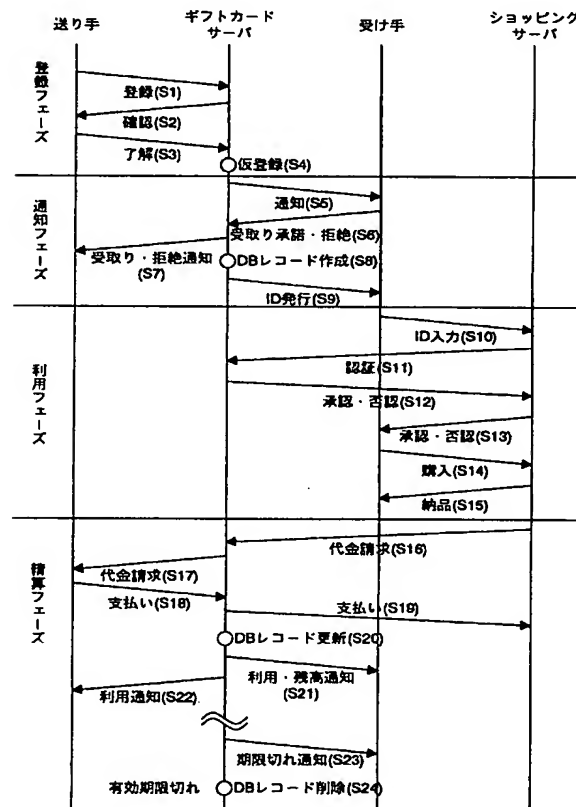 送り手
ギフトカード
サーバ
受け手
ショッピング
サーバ
登録フェーズ
登録(S1)
確認(S2)
了解(S3)
仮登録(S4)
通知フェーズ
通知(S5)
受取り承諾・拒絶(S6)
受取り・拒絶通知
(S7)
DBレコード作成(S8)
ID発行(S9)
利用フェーズ
ID入力(S10)
認証(S11)
承認・否認(S12)
承認・否認(S13)
購入(S14)
納品(S15)
精算フェーズ
代金請求(S16)
代金請求(S17)
支払い(S18)
支払い(S19)
DBレコード更新(S20)
利用・残高通知
(S21)
利用通知(S22)
期限切れ通知(S23)
有効期限切れ
DBレコード削除(S24)